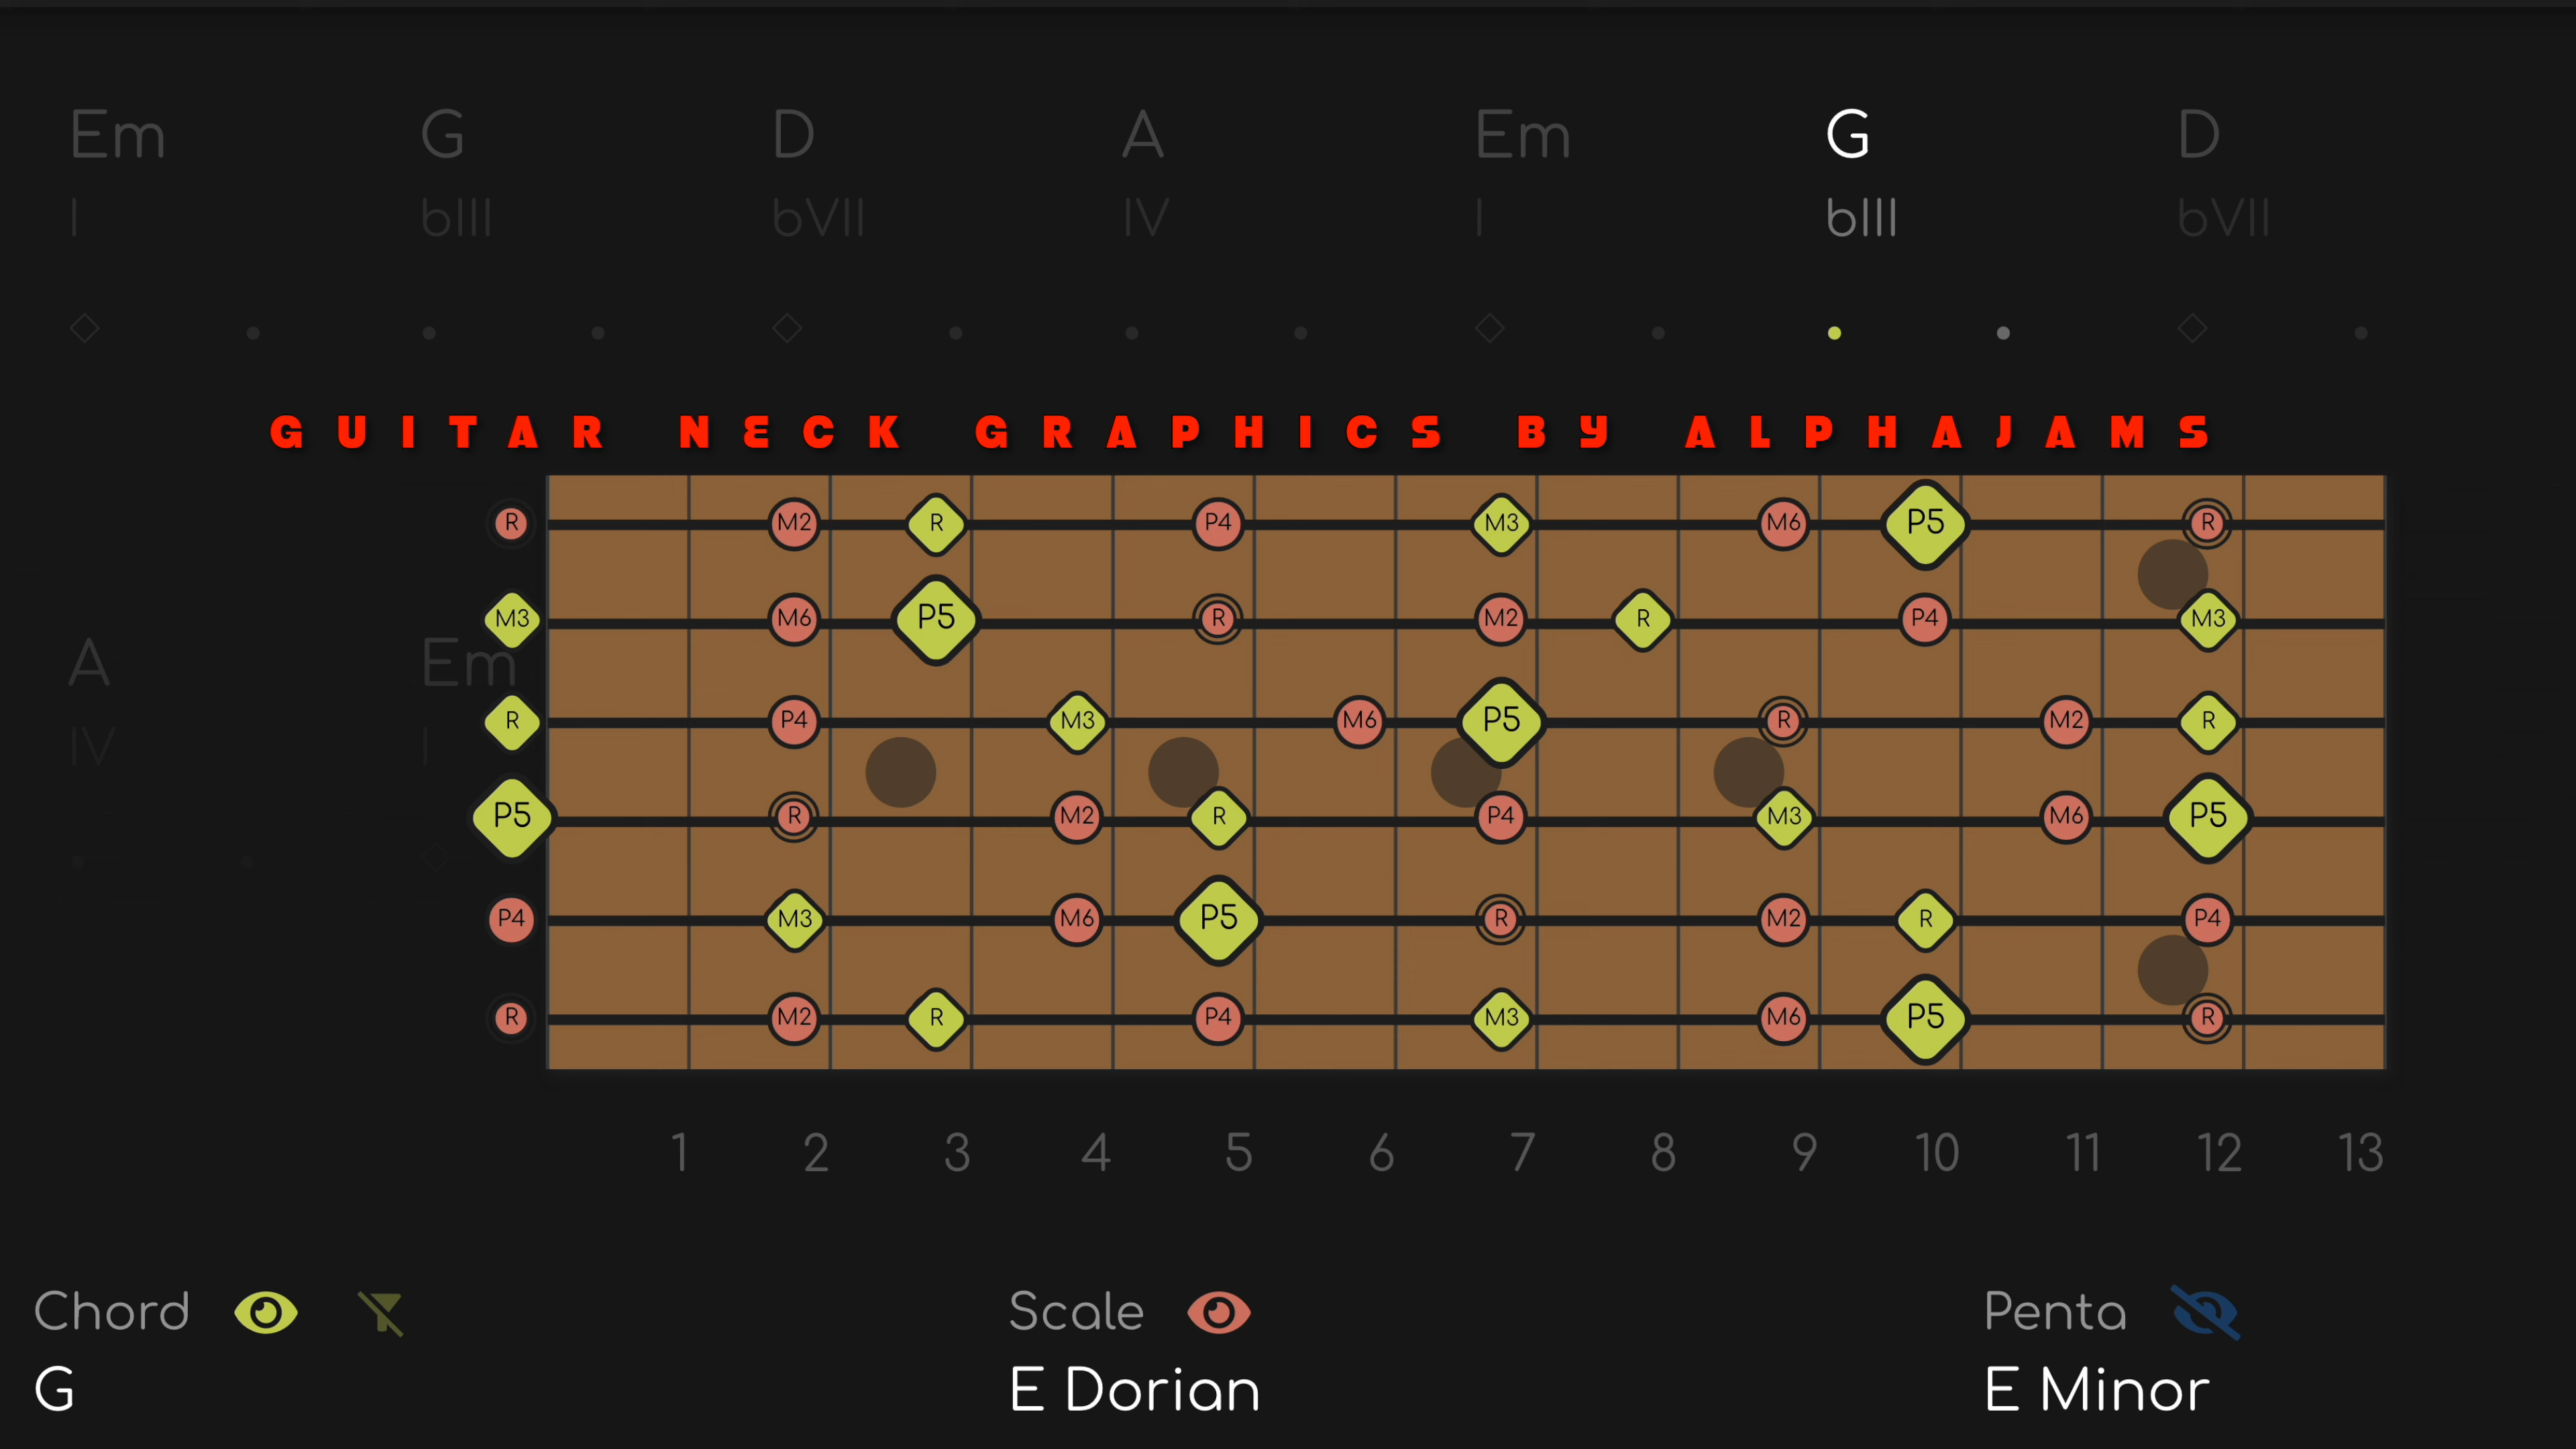 Em G D A Em G D
I bIII bVII IV I bIII bVII
GUITAR NECK GRAPHICS BY ALPHAJAMS
R M2 R P4 M3 M6 P5 R
M3 M6 P5 R M2 R P4 M3
A Em
R P4 M3 M6 P5 R M2 R
IV I
P5 R M2 R P4 M3 M6 P5
P4 M3 M6 P5 R M2 R P4
R M2 R P4 M3 M6 P5 R
1 2 3 4 5 6 7 8 9 10 11 12 13
Chord Scale Penta
G E Dorian E Minor